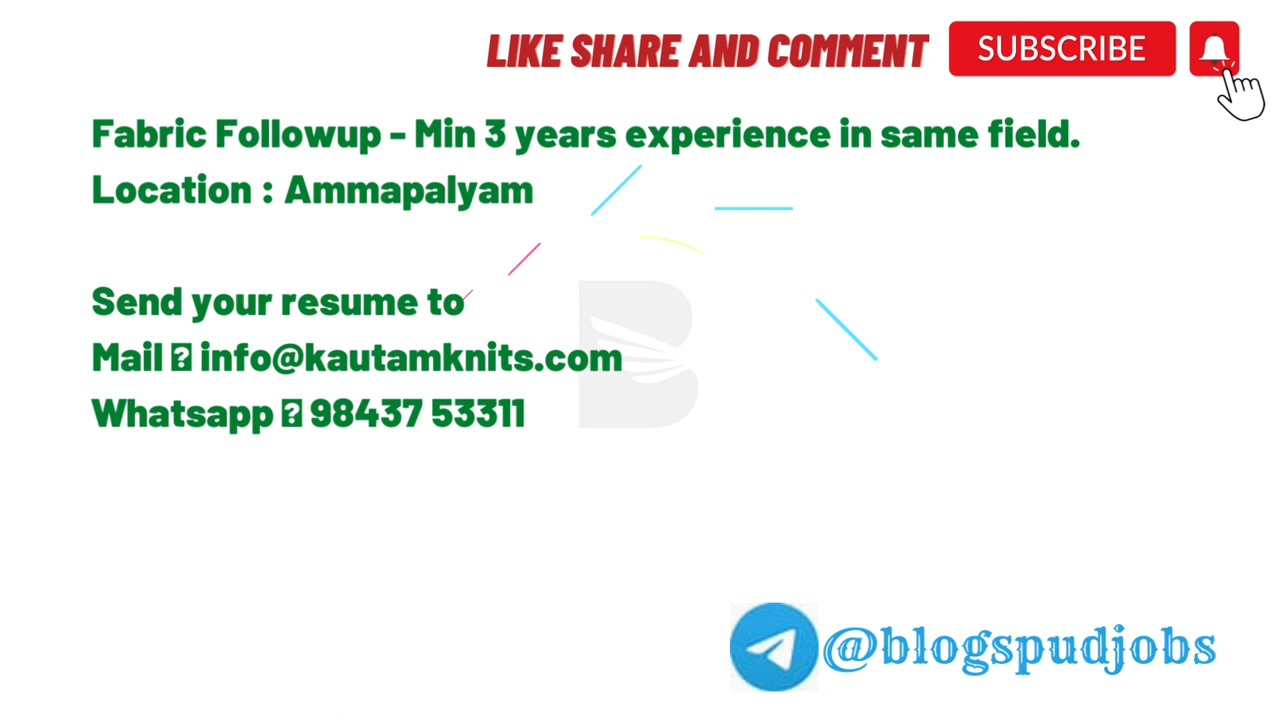 LIKE SHARE AND COMMENT
SUBSCRIBE
Fabric Followup - Min 3 years experience in same field.
Location : Ammapalyam
Send your resume to
Mail ? info@kautamknits.com
Whatsapp ? 98437 53311
@blogspudjobs